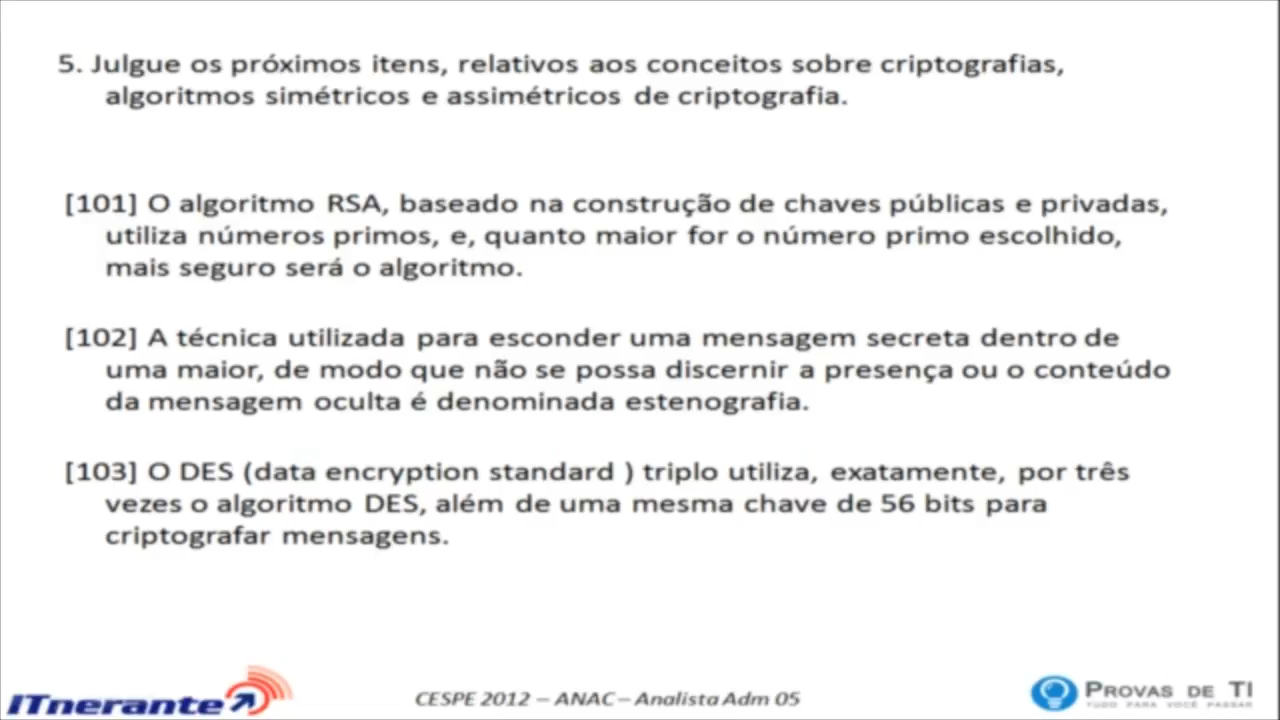 5. Julgue os próximos itens, relativos aos conceitos sobre criptografias,
algoritmos simétricos e assimétricos de criptografia.
[101] O algoritmo RSA, baseado na construção de chaves públicas e privadas,
utiliza números primos, e, quanto maior for o número primo escolhido,
mais seguro será o algoritmo.
[102] A técnica utilizada para esconder uma mensagem secreta dentro de
uma maior, de modo que não se possa discernir a presença ou o conteúdo
da mensagem oculta é denominada estenografia.
[103] O DES (data encryption standard ) triplo utiliza, exatamente, por três
vezes o algoritmo DES, além de uma mesma chave de 56 bits para
criptografar mensagens.
ITnerante
CESPE 2012 – ANAC – Analista Adm 05
PROVAS DE TI
TUDO PARA VOCÊ PASSAR